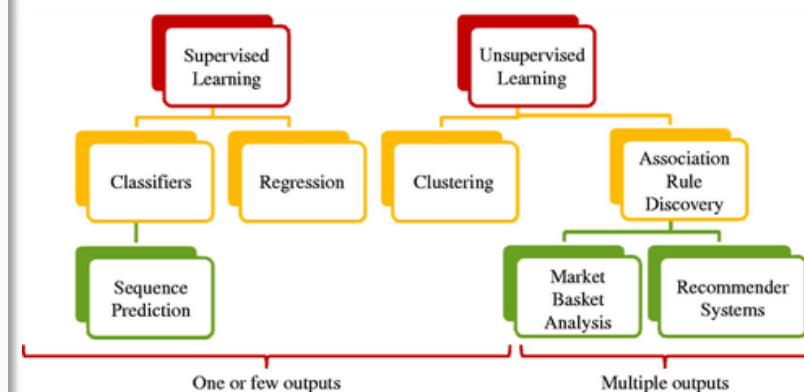 Supervised
Learning
Unsupervised
Learning
Classifiers
Regression
Clustering
Association
Rule
Discovery
Sequence
Prediction
Market
Basket
Analysis
Recommender
Systems
One or few outputs
Multiple outputs